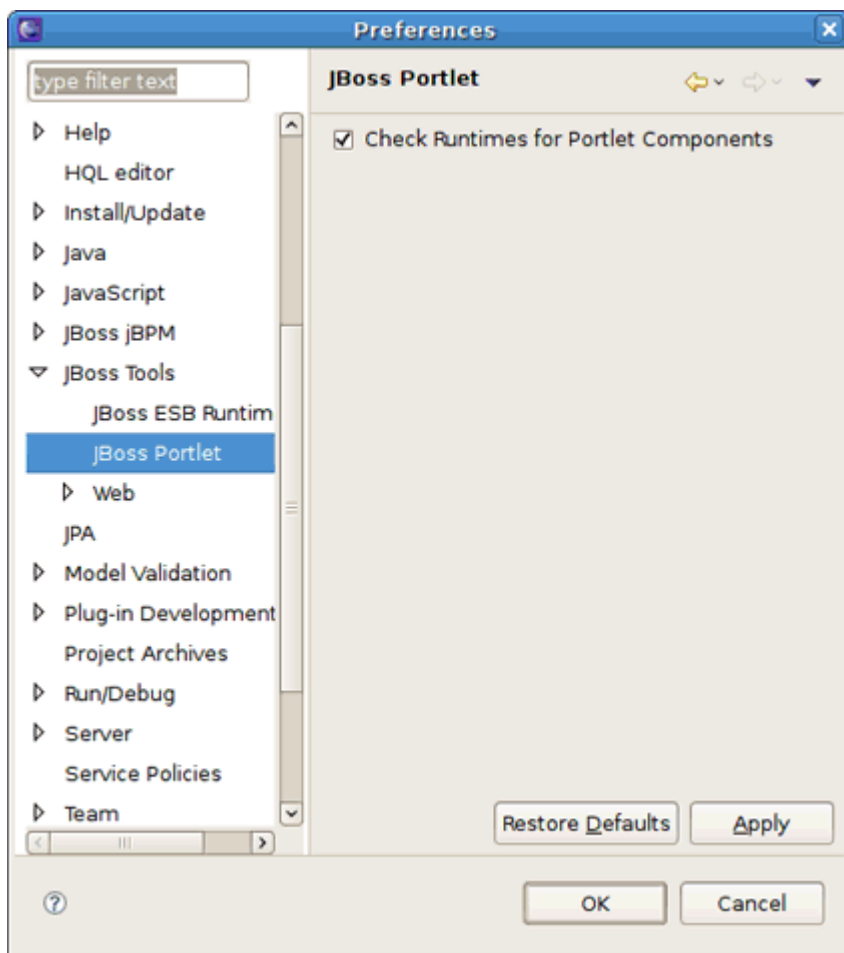 Preferences
type filter text
JBoss Portlet
Check Runtimes for Portlet Components
Help
HQL editor
Install/Update
Java
JavaScript
JBoss jBPM
JBoss Tools
JBoss ESB Runtim
JBoss Portlet
Web
JPA
Model Validation
Plug-in Development
Project Archives
Run/Debug
Server
Service Policies
Team
Restore Defaults
Apply
?
OK
Cancel